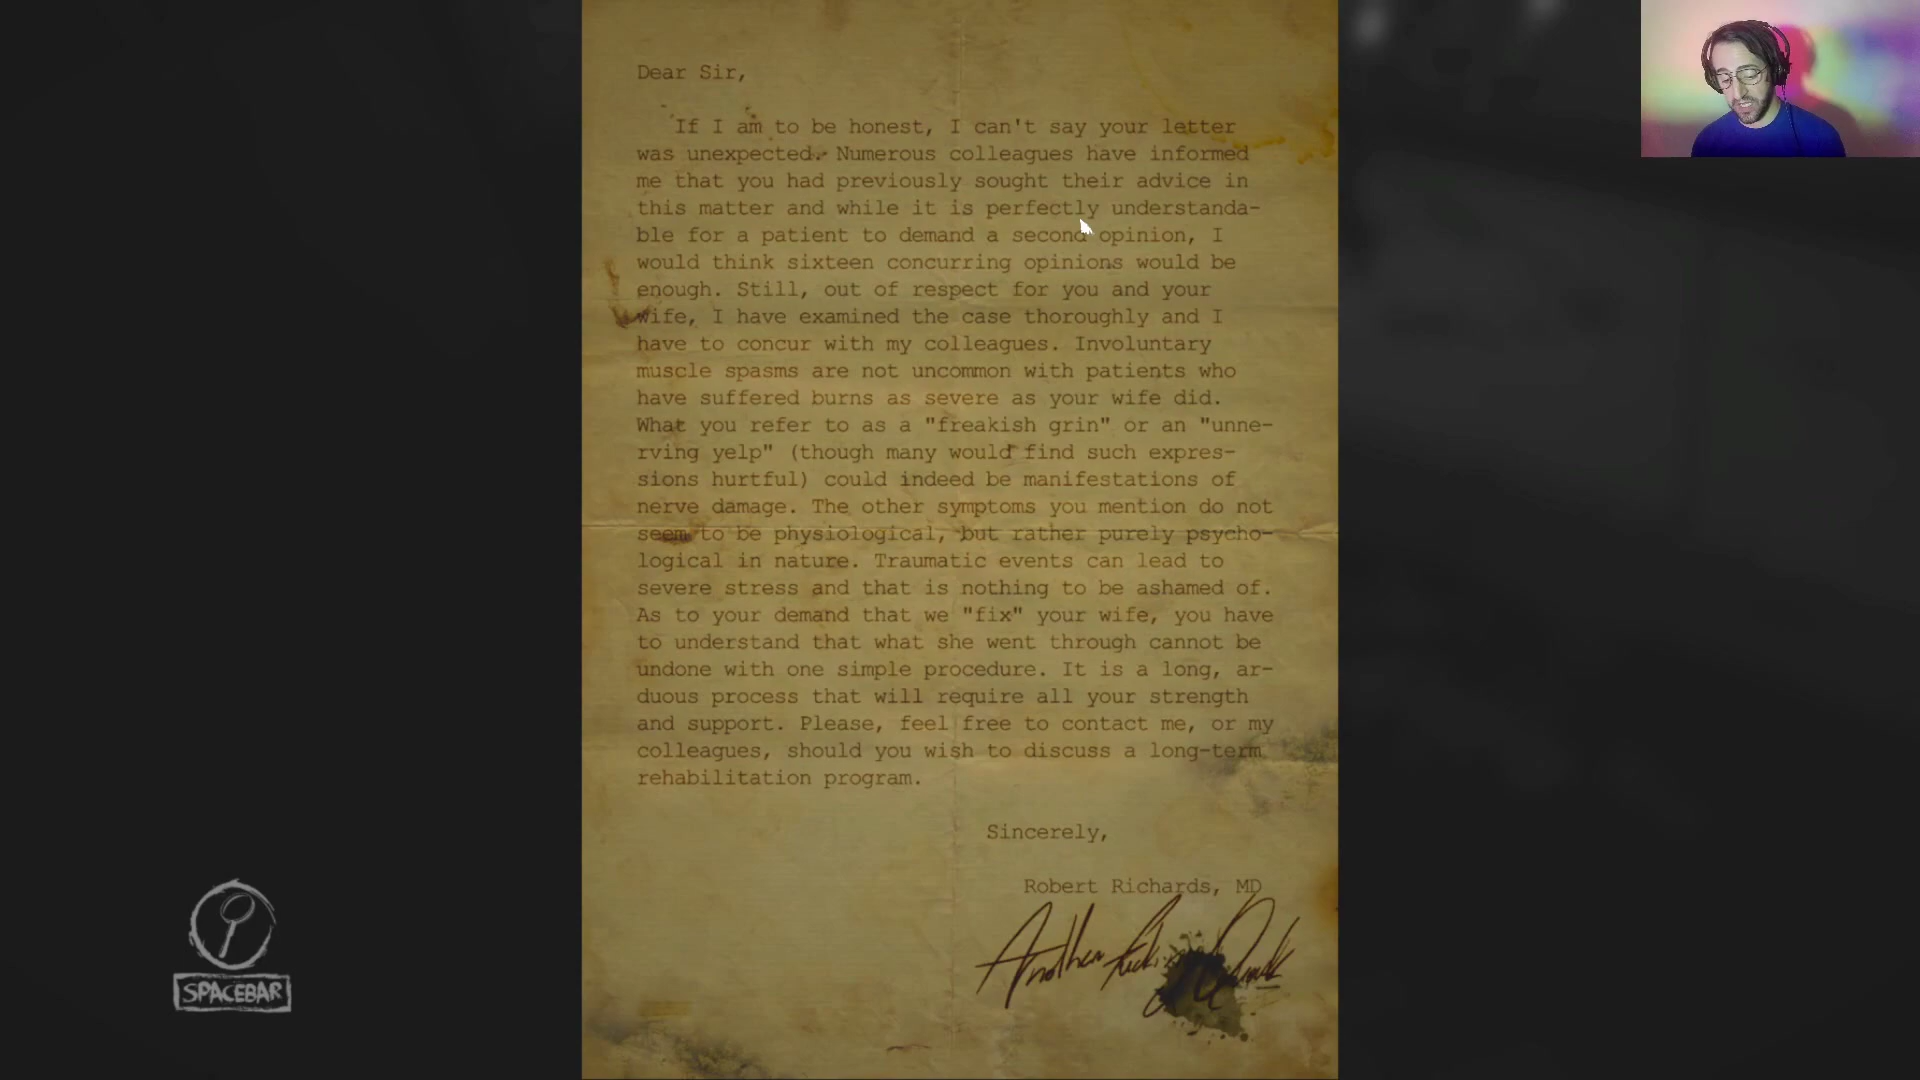 Dear Sir,
If I am to be honest, I can't say your letter
was unexpected. Numerous colleagues have informed
me that you had previously sought their advice in
this matter and while it is perfectly understanda-
ble for a patient to demand a second opinion, I
would think sixteen concurring opinions would be
enough. Still, out of respect for you and your
wife, I have examined the case thoroughly and I
have to concur with my colleagues. Involuntary
muscle spasms are not uncommon with patients who
have suffered burns as severe as your wife did.
What you refer to as a "freakish grin" or an "unne-
rving yelp" (though many would find such expres-
sions hurtful) could indeed be manifestations of
nerve damage. The other symptoms you mention do not
seem to be physiological, but rather purely psycho-
logical in nature. Traumatic events can lead to
severe stress and that is nothing to be ashamed of.
As to your demand that we "fix" your wife, you have
to understand that what she went through cannot be
undone with one simple procedure. It is a long, ar-
duous process that will require all your strength
and support. Please, feel free to contact me, or my
colleagues, should you wish to discuss a long-term
rehabilitation program.
Sincerely,
Robert Richards, MD
Another
SPACEBAR